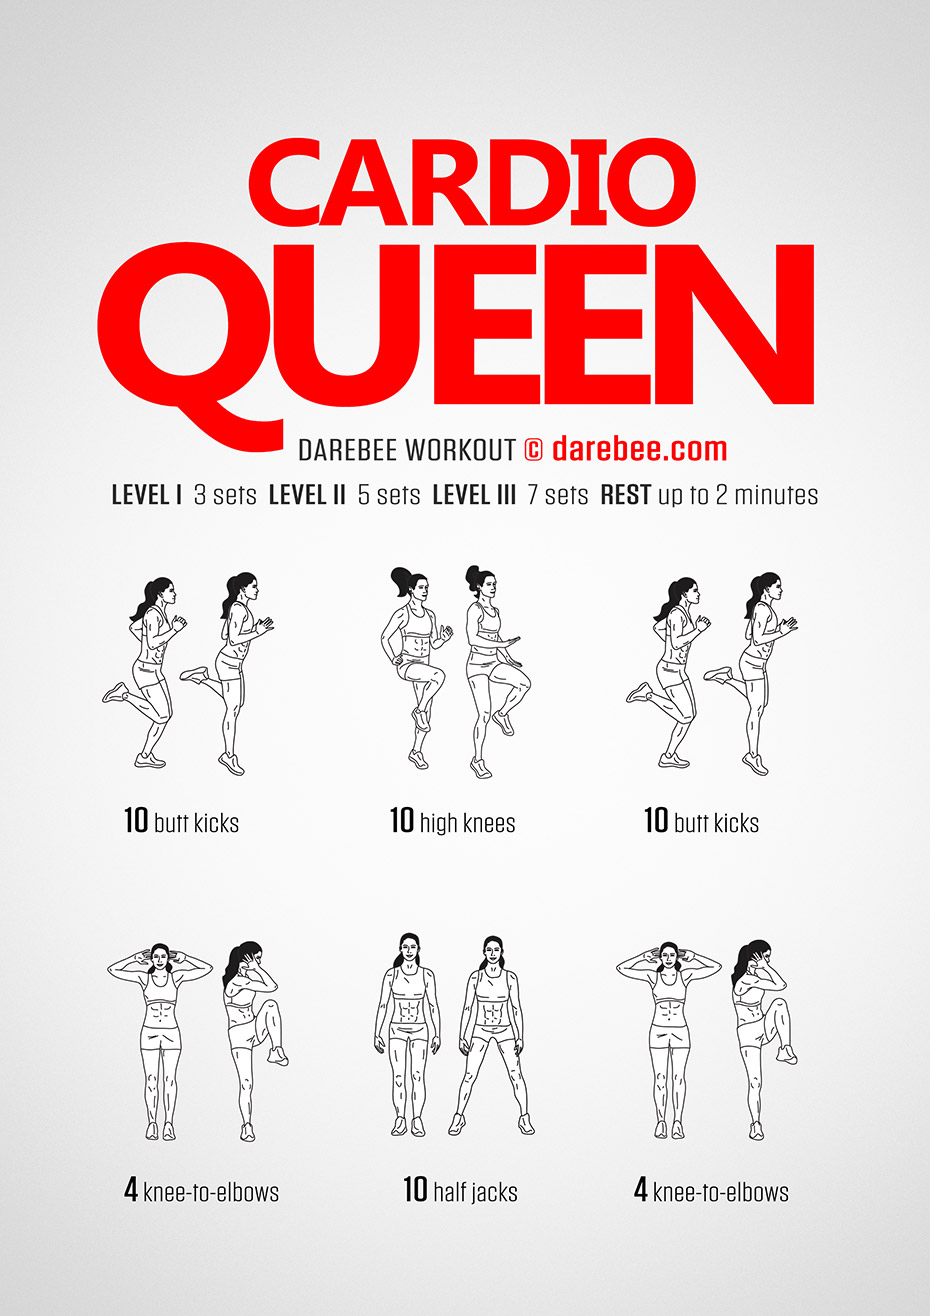 CARDIO
QUEEN
DAREBEE WORKOUT © darebee.com
LEVEL I 3 sets LEVEL II 5 sets LEVEL III 7 sets REST up to 2 minutes
10 butt kicks
10 high knees
10 butt kicks
4 knee-to-elbows
10 half jacks
4 knee-to-elbows